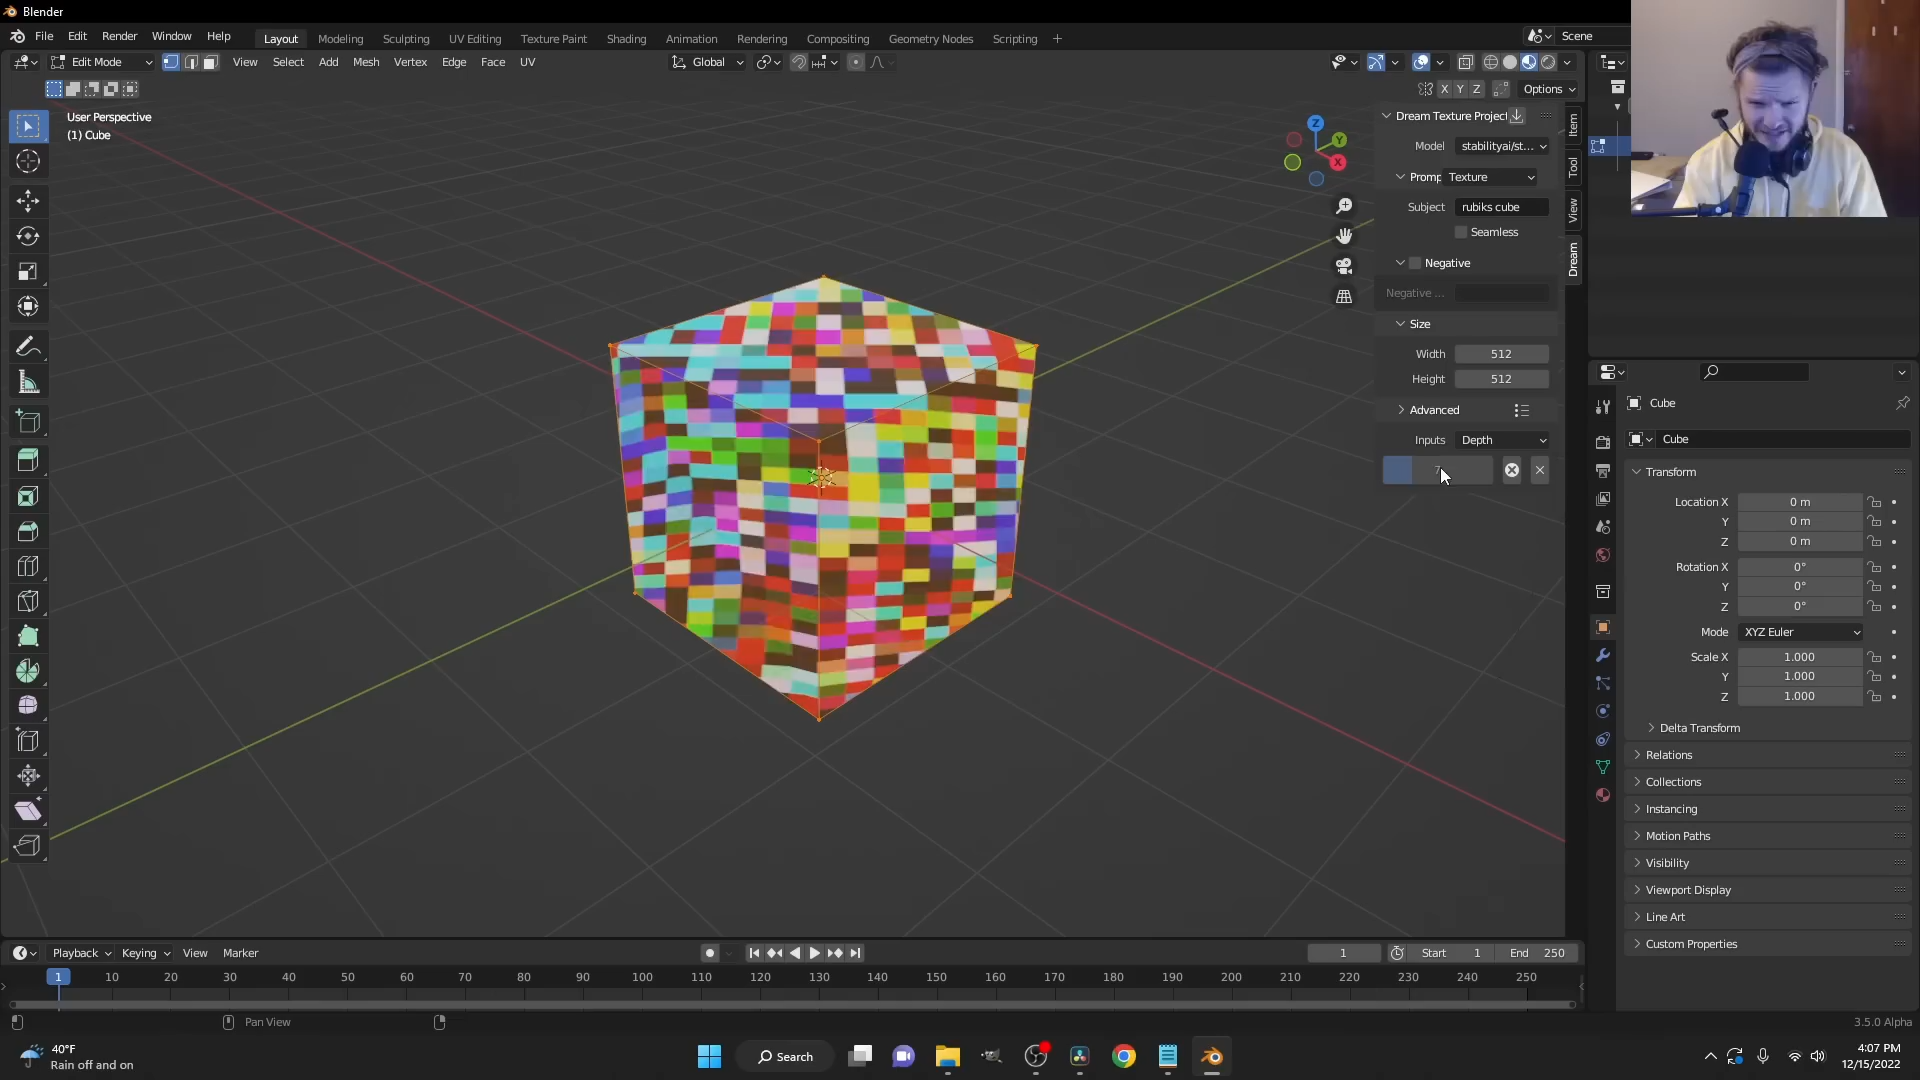 Blender
File Edit Render Window Help
Layout Modeling Sculpting UV Editing Texture Paint Shading Animation Rendering Compositing Geometry Nodes Scripting +
Scene
Edit Mode
View Select Add Mesh Vertex Edge Face UV
Global
X Y Z Options
User Perspective
(1) Cube
Z
Y
X
Dream Texture Project
Model stabilityai/st...
Promp Texture
Subject rubiks cube
Seamless
Negative
Negative ...
Size
Width 512
Height 512
Advanced
Inputs Depth
7
Item
Tool
View
Dream
Cube
Cube
Transform
Location X 0 m
Y 0 m
Z 0 m
Rotation X 0°
Y 0°
Z 0°
Mode XYZ Euler
Scale X 1.000
Y 1.000
Z 1.000
Delta Transform
Relations
Collections
Instancing
Motion Paths
Visibility
Viewport Display
Line Art
Custom Properties
Playback Keying View Marker
1 Start 1 End 250
1 10 20 30 40 50 60 70 80 90 100 110 120 130 140 150 160 170 180 190 200 210 220 230 240 250
Pan View
3.5.0 Alpha
40°F
Rain off and on
Search
4:07 PM
12/15/2022